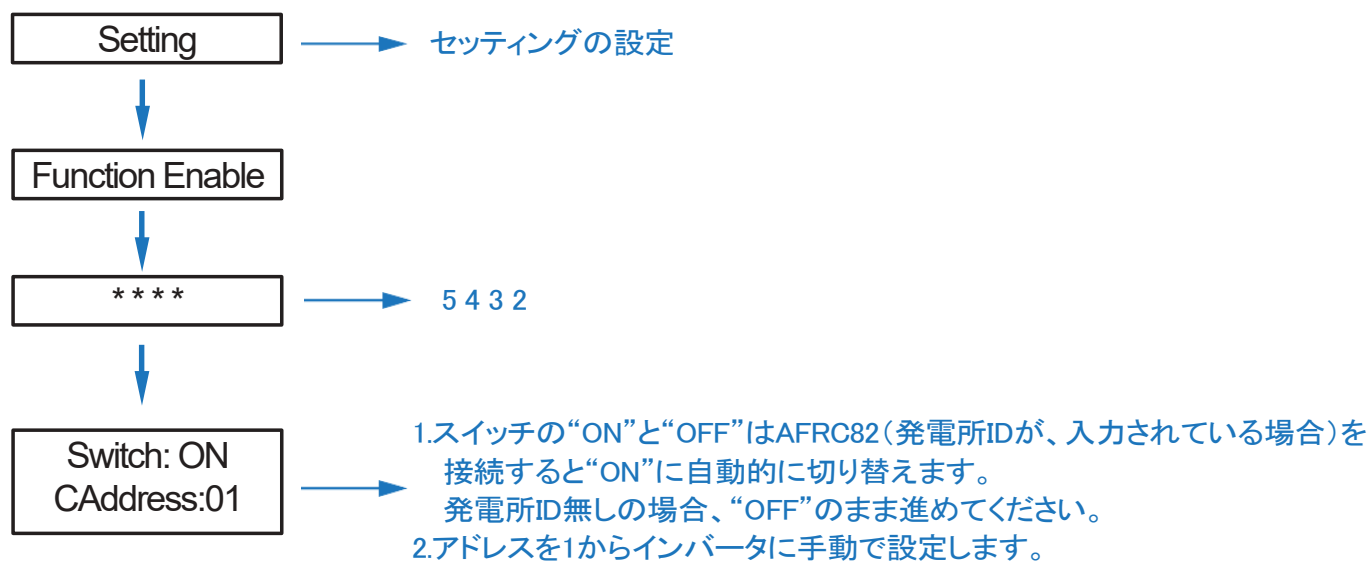 Setting
セッティングの設定
Function Enable
****
5432
Switch: ON
CAddress:01
1.スイッチの“ON”と“OFF”はAFRC82(発電所IDが、入力されている場合)を
接続すると“ON”に自動的に切り替えます。
発電所ID無しの場合、“OFF”のまま進めてください。
2.アドレスを1からインバータに手動で設定します。